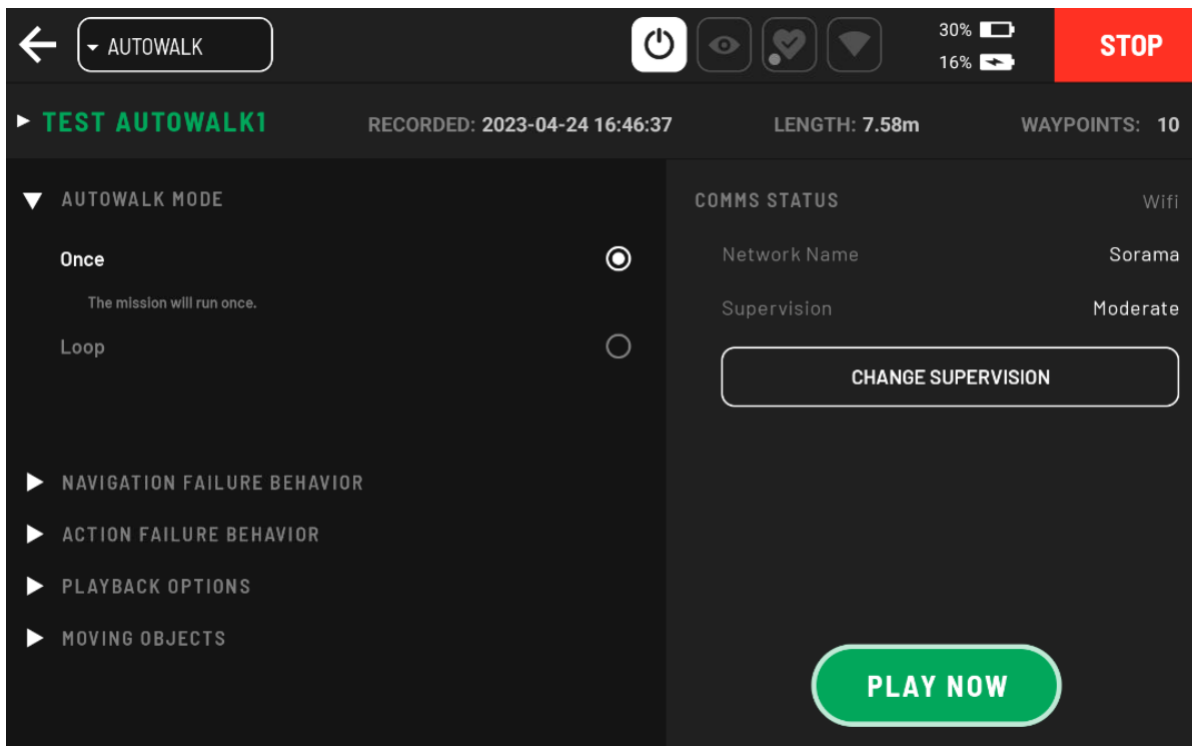 AUTOWALK
30%
16%
STOP
TEST AUTOWALK1
RECORDED: 2023-04-24 16:46:37
LENGTH: 7.58m
WAYPOINTS: 10
AUTOWALK MODE
Once
The mission will run once.
Loop
NAVIGATION FAILURE BEHAVIOR
ACTION FAILURE BEHAVIOR
PLAYBACK OPTIONS
MOVING OBJECTS
COMMS STATUS
Wifi
Network Name
Sorama
Supervision
Moderate
CHANGE SUPERVISION
PLAY NOW